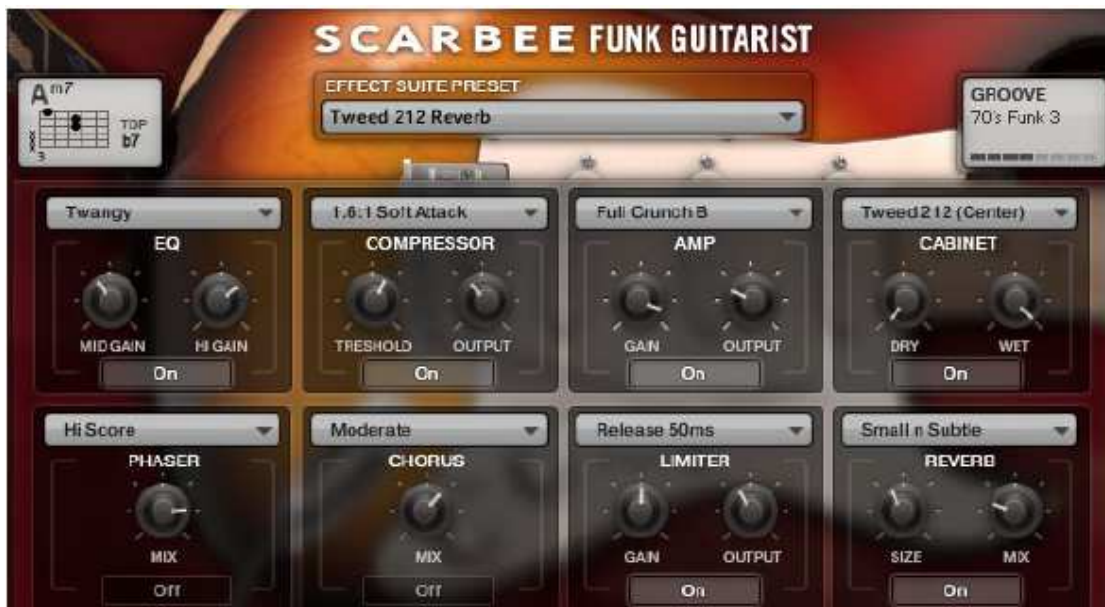 SCARBEE FUNK GUITARIST
A m7
TOP
b7
3
EFFECT SUITE PRESET
Tweed 212 Reverb
GROOVE
70's Funk 3
Twangy
1.6:1 Soft Attack
Full Crunch B
Tweed 212 (Center)
EQ
COMPRESSOR
AMP
CABINET
MID GAIN HI GAIN
TRESHOLD OUTPUT
GAIN OUTPUT
DRY WET
On
On
On
On
Hi Score
Moderate
Release 50ms
Small n Subtle
PHASER
CHORUS
LIMITER
REVERB
MIX
MIX
GAIN OUTPUT
SIZE MIX
Off
Off
On
On